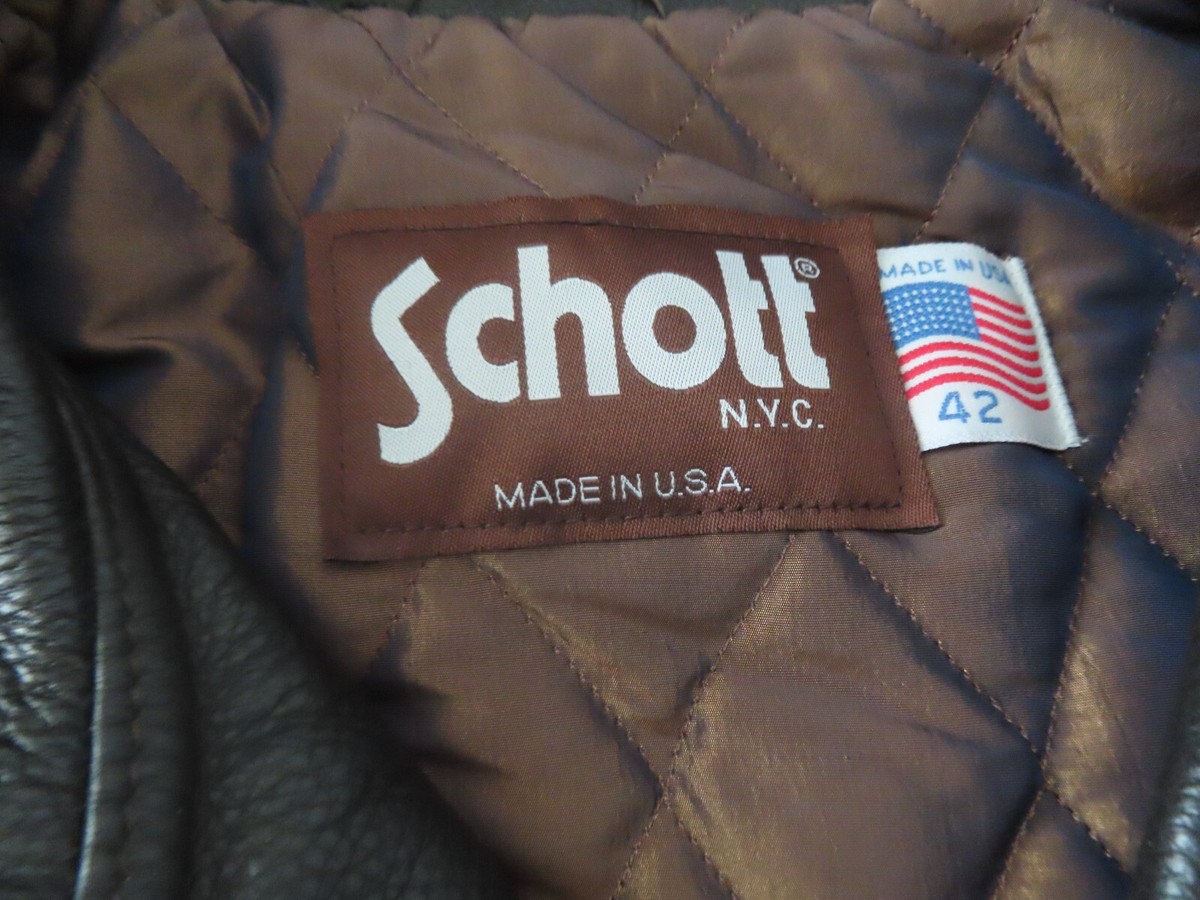 Schott®
N.Y.C.
MADE IN U.S.A.
MADE IN USA
42